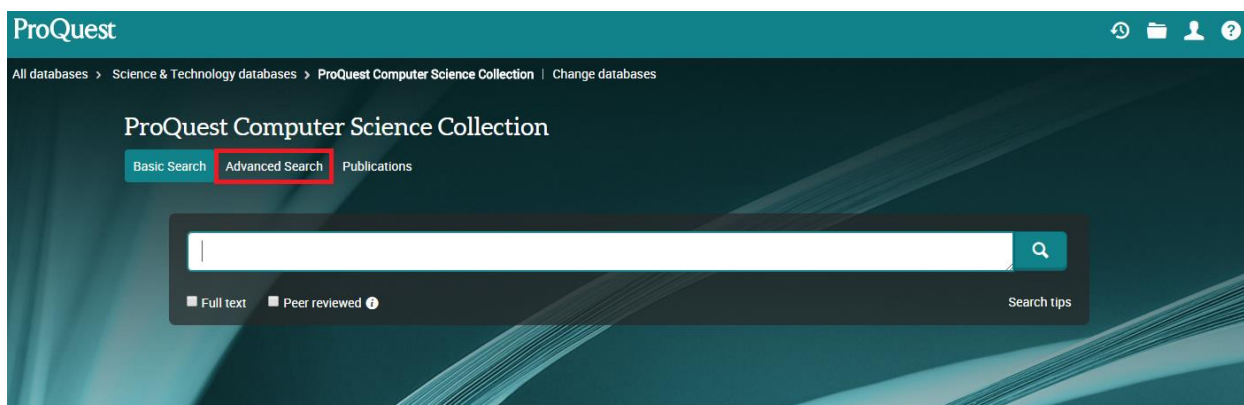 ProQuest
All databases > Science & Technology databases > ProQuest Computer Science Collection | Change databases
ProQuest Computer Science Collection
Basic Search Advanced Search Publications
Full text Peer reviewed Search tips